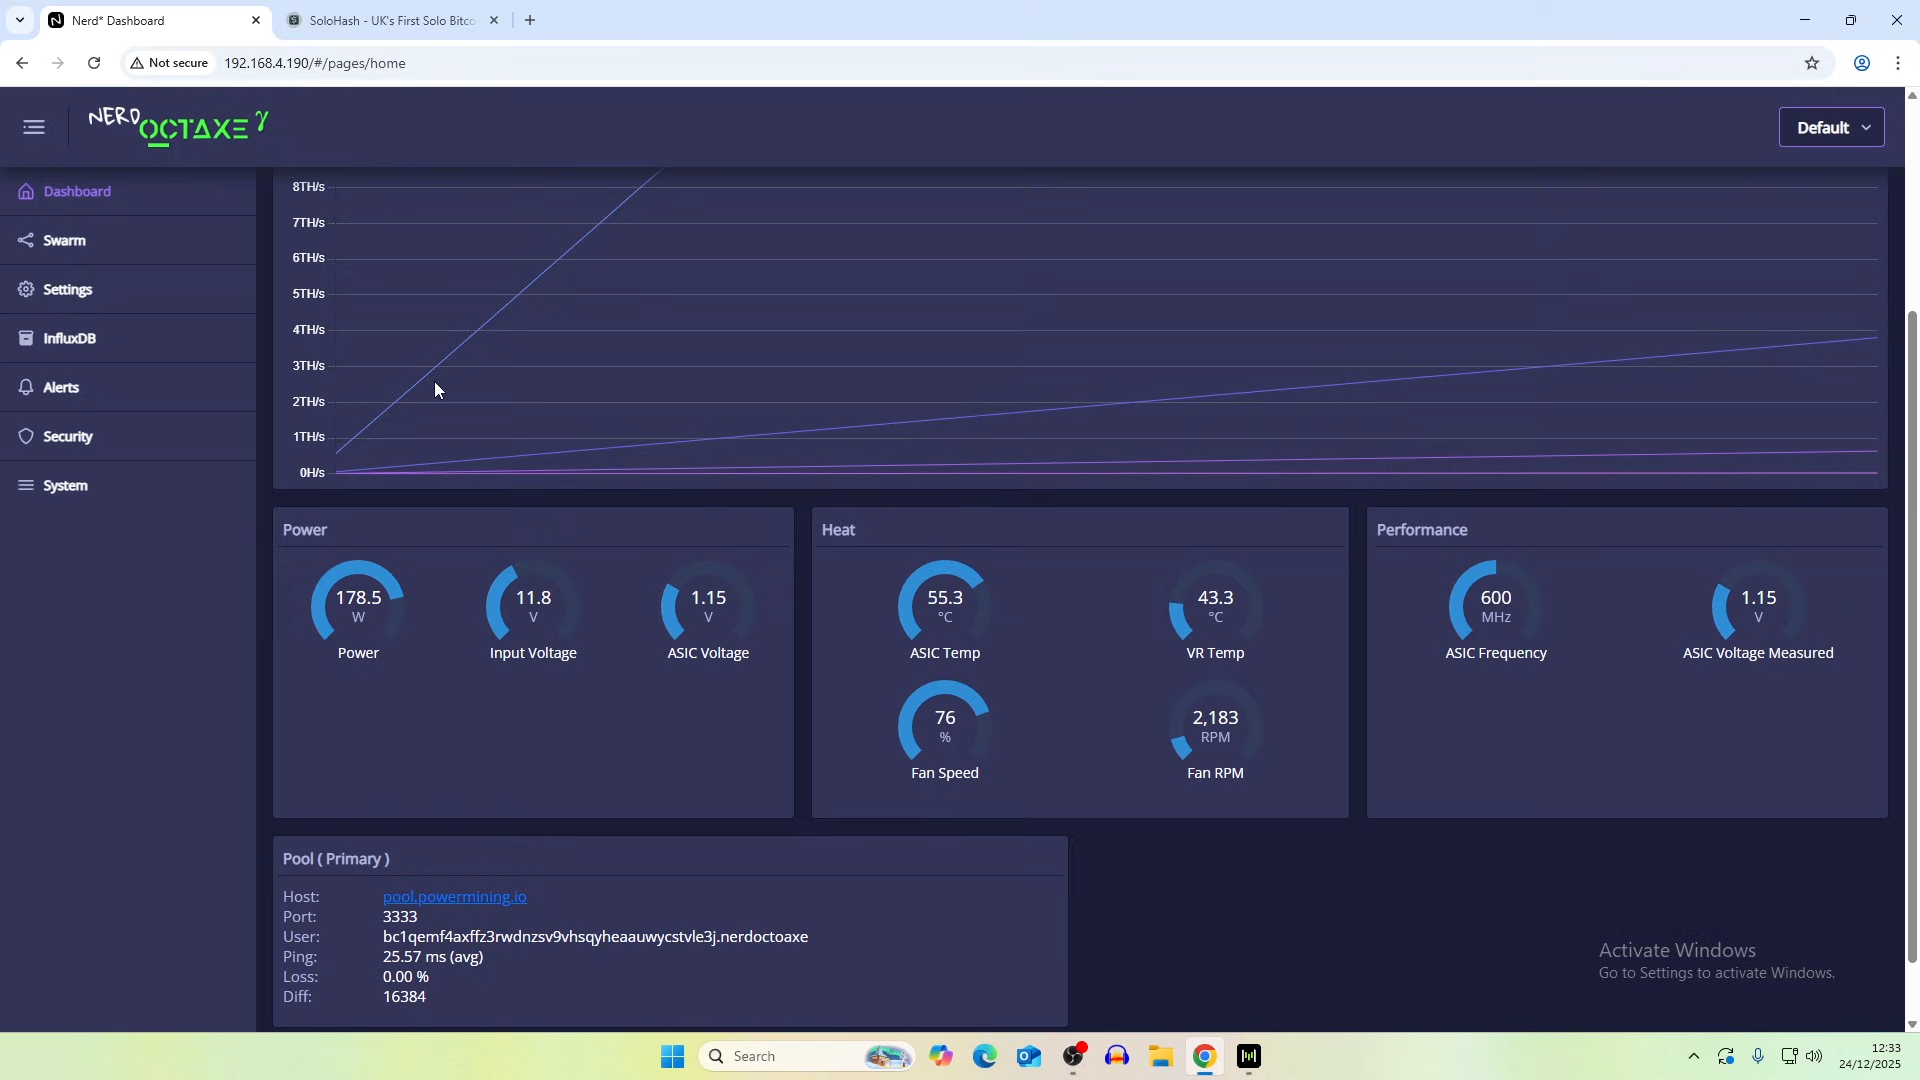 Nerd* Dashboard
SoloHash - UK's First Solo Bitco
Not secure
192.168.4.190/#/pages/home
NERD OCTAXE γ
Default
Dashboard
Swarm
Settings
InfluxDB
Alerts
Security
System
8TH/s
7TH/s
6TH/s
5TH/s
4TH/s
3TH/s
2TH/s
1TH/s
0H/s
Power
178.5
W
Power
11.8
V
Input Voltage
1.15
V
ASIC Voltage
Heat
55.3
°C
ASIC Temp
43.3
°C
VR Temp
76
%
Fan Speed
2,183
RPM
Fan RPM
Performance
600
MHz
ASIC Frequency
1.15
V
ASIC Voltage Measured
Pool ( Primary )
Host: pool.powermining.io
Port: 3333
User: bc1qemf4axffz3rwdnzsv9vhsqyheaauwycstvle3j.nerdoctoaxe
Ping: 25.57 ms (avg)
Loss: 0.00 %
Diff: 16384
Activate Windows
Go to Settings to activate Windows.
Search
12:33
24/12/2025